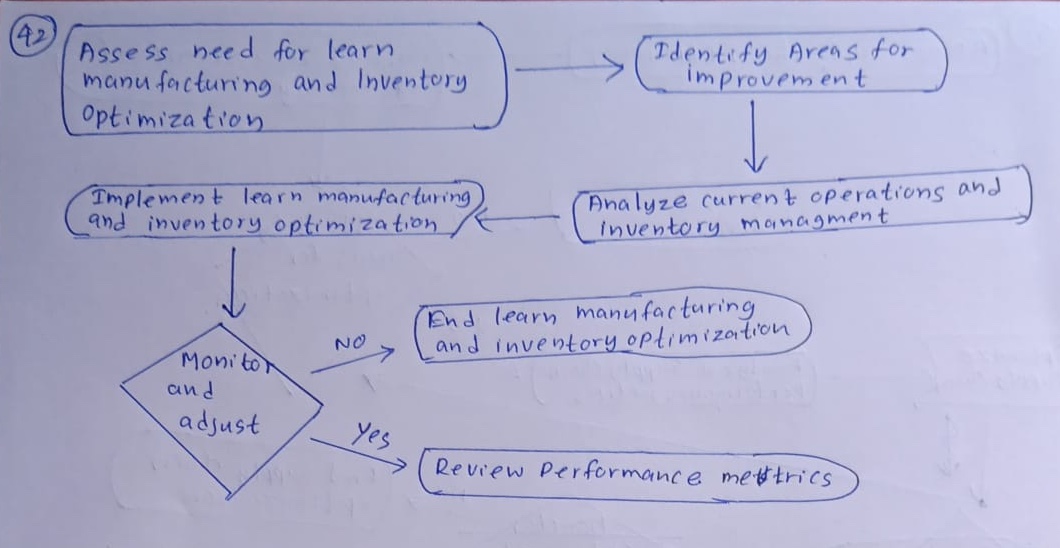 42
Assess need for learn
manufacturing and Inventory
Optimization
Identify Areas for
improvement
Analyze current operations and
inventory managment
Implement learn manufacturing
and inventory optimization
Monitor
and
adjust
NO
End learn manufacturing
and inventory optimization
Yes
Review Performance metrics